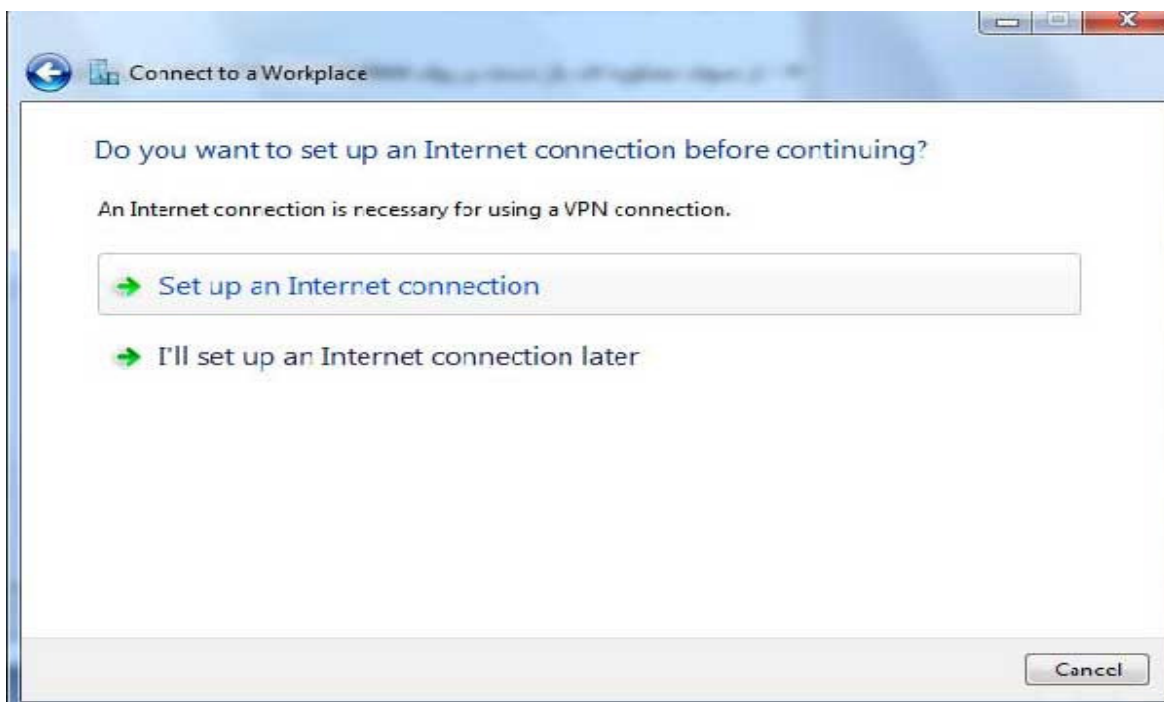 Connect to a Workplace
Do you want to set up an Internet connection before continuing?
An Internet connection is necessary for using a VPN connection.
Set up an Internet connection
I'll set up an Internet connection later
Cancel